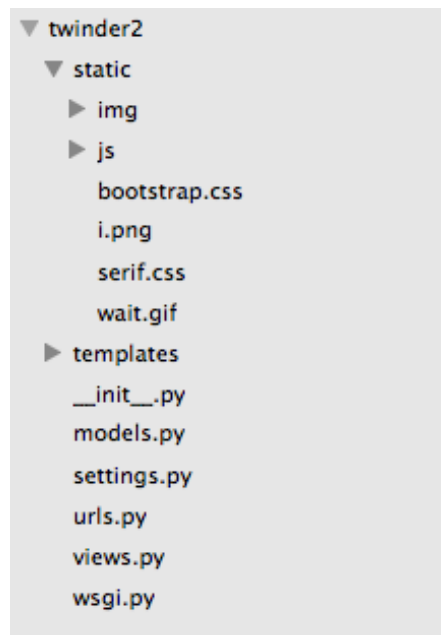 twinder2
static
img
js
bootstrap.css
i.png
serif.css
wait.gif
templates
__init__.py
models.py
settings.py
urls.py
views.py
wsgi.py